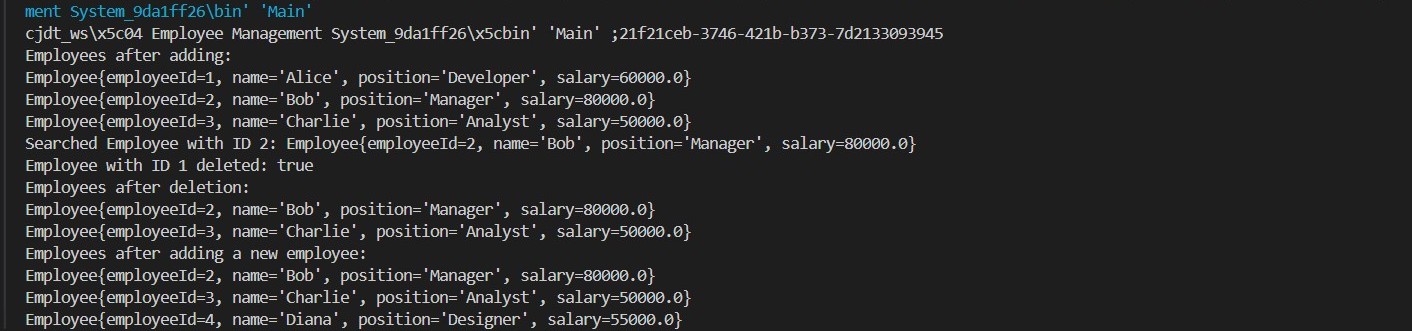 ment System_9da1ff26\bin' 'Main'
cjdt_ws\x5c04 Employee Management System_9da1ff26\x5cbin' 'Main' ;21f21ceb-3746-421b-b373-7d2133093945
Employees after adding:
Employee{employeeId=1, name='Alice', position='Developer', salary=60000.0}
Employee{employeeId=2, name='Bob', position='Manager', salary=80000.0}
Employee{employeeId=3, name='Charlie', position='Analyst', salary=50000.0}
Searched Employee with ID 2: Employee{employeeId=2, name='Bob', position='Manager', salary=80000.0}
Employee with ID 1 deleted: true
Employees after deletion:
Employee{employeeId=2, name='Bob', position='Manager', salary=80000.0}
Employee{employeeId=3, name='Charlie', position='Analyst', salary=50000.0}
Employees after adding a new employee:
Employee{employeeId=2, name='Bob', position='Manager', salary=80000.0}
Employee{employeeId=3, name='Charlie', position='Analyst', salary=50000.0}
Employee{employeeId=4, name='Diana', position='Designer', salary=55000.0}